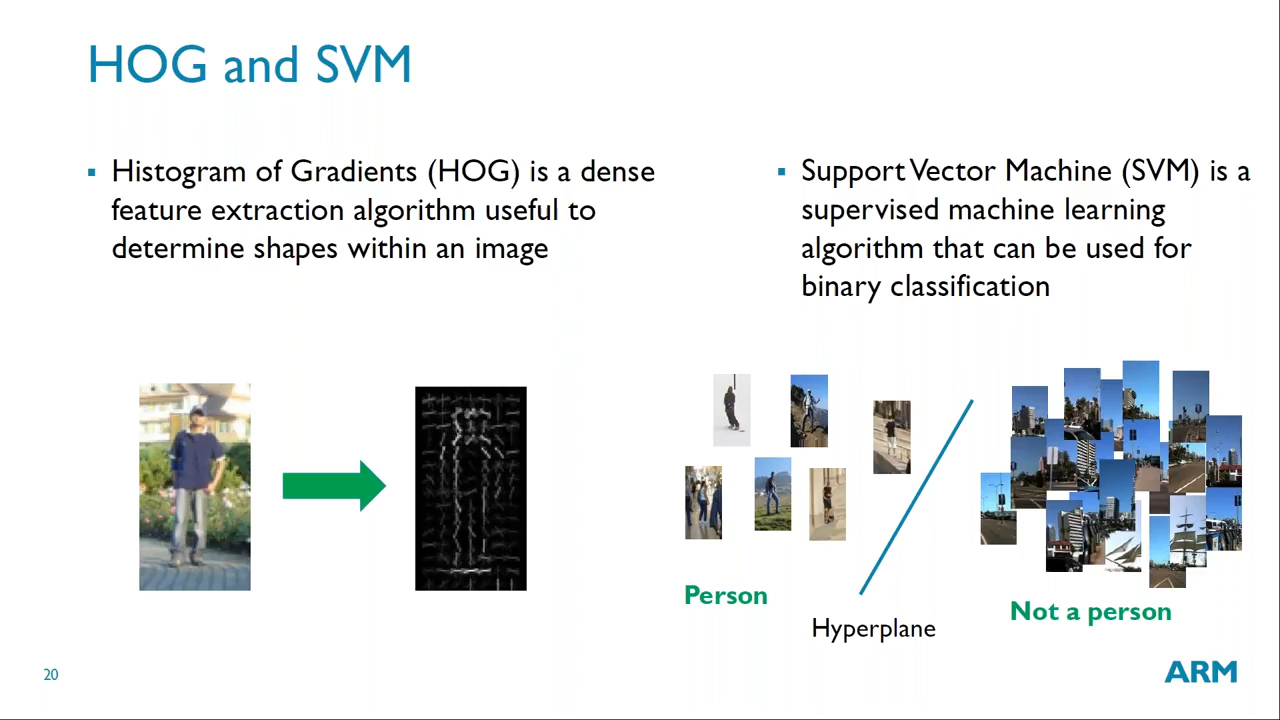 HOG and SVM
▪ Histogram of Gradients (HOG) is a dense
feature extraction algorithm useful to
determine shapes within an image
▪ Support Vector Machine (SVM) is a
supervised machine learning
algorithm that can be used for
binary classification
Person
Hyperplane
Not a person
20
ARM